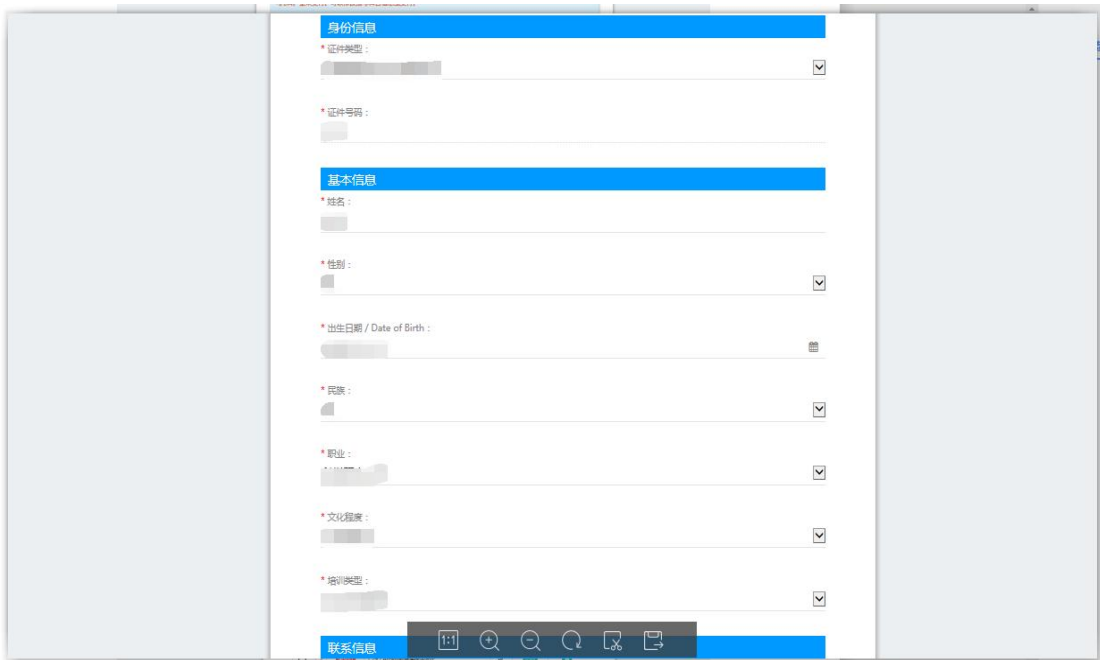 身份信息
* 证件类型：
* 证件号码：
基本信息
* 姓名：
* 性别：
* 出生日期 / Date of Birth：
* 民族：
* 职业：
* 文化程度：
* 培训类型：
联系信息
1:1